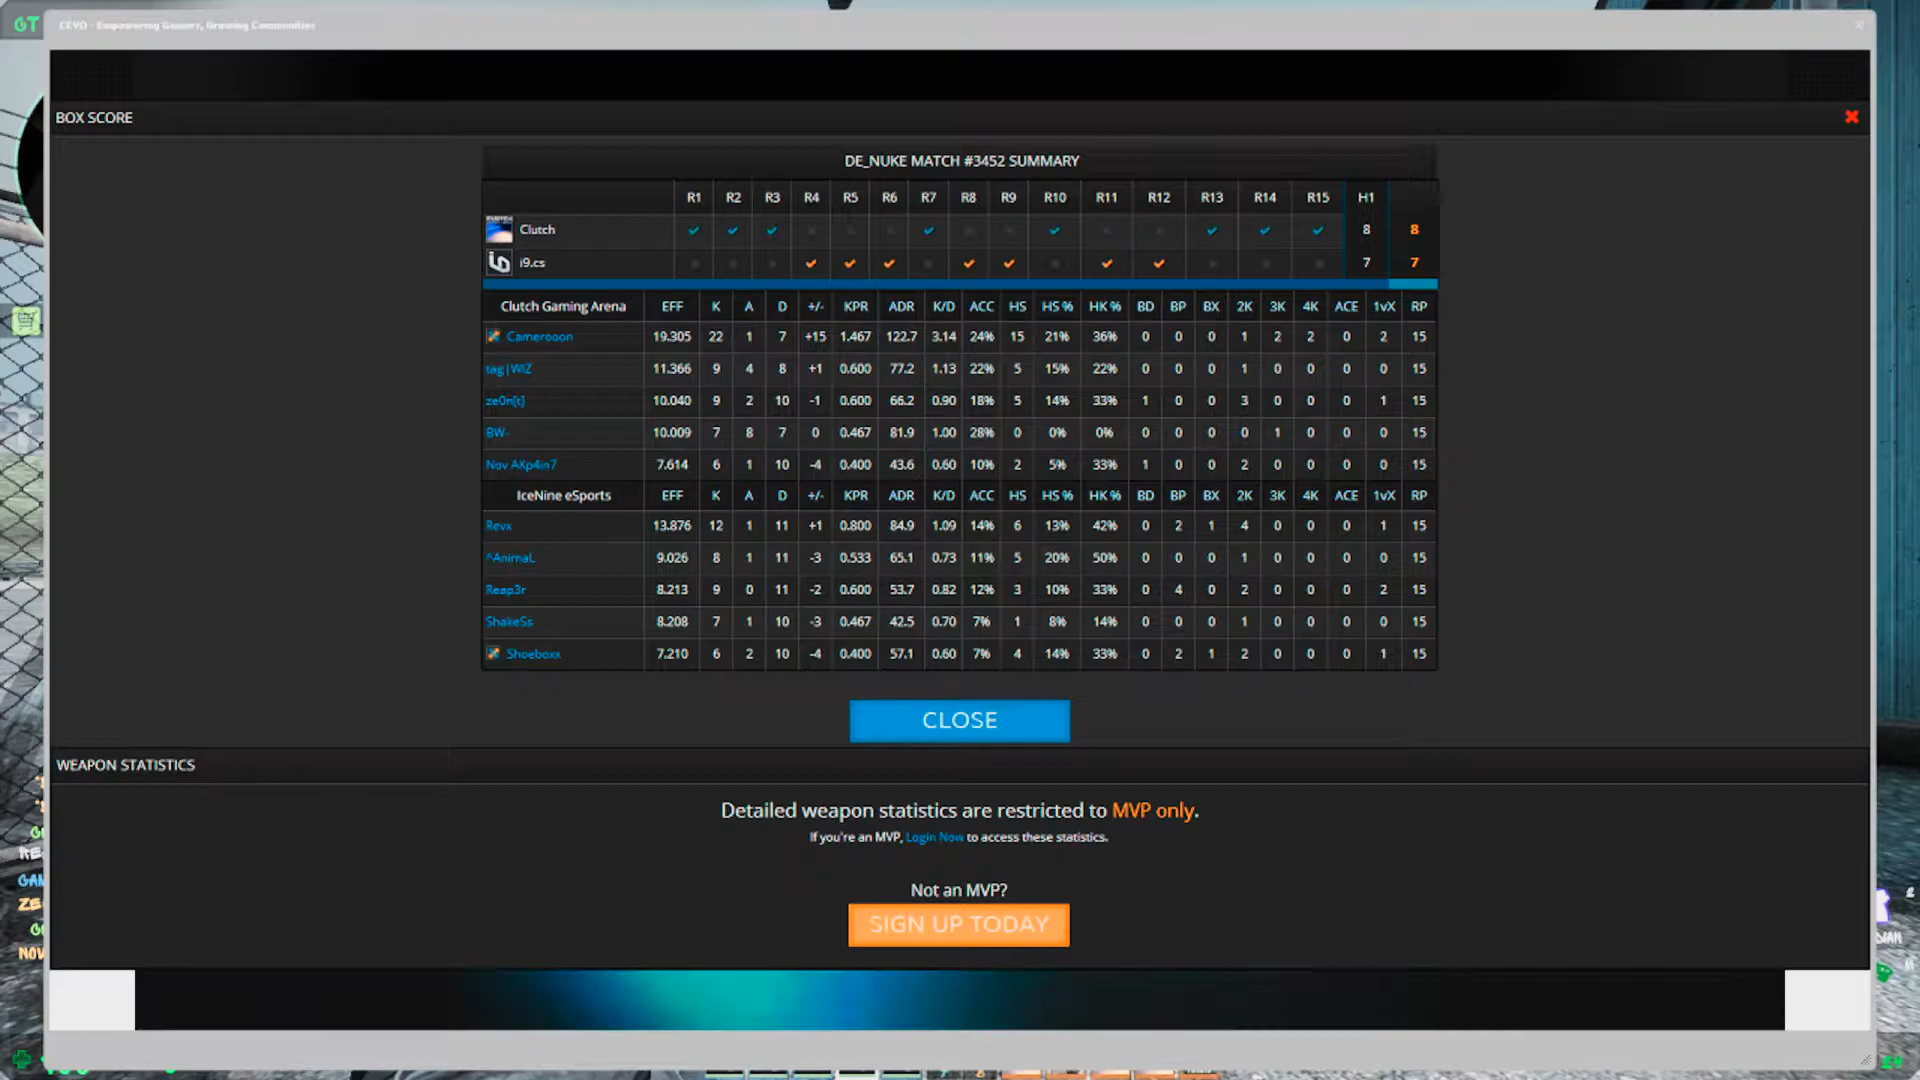 GT
CEVO - Empowering Gamers, Growing Communities
BOX SCORE
DE_NUKE MATCH #3452 SUMMARY
R1 R2 R3 R4 R5 R6 R7 R8 R9 R10 R11 R12 R13 R14 R15 H1
Clutch 8 8
i9.cs 7 7
Clutch Gaming Arena EFF K A D +/- KPR ADR K/D ACC HS HS % HK % BD BP BX 2K 3K 4K ACE 1vX RP
Camerooon 19.305 22 1 7 +15 1.467 122.7 3.14 24% 15 21% 36% 0 0 0 1 2 2 0 2 15
tag|WIZ 11.366 9 4 8 +1 0.600 77.2 1.13 22% 5 15% 22% 0 0 0 1 0 0 0 0 15
ze0n[t] 10.040 9 2 10 -1 0.600 66.2 0.90 18% 5 14% 33% 1 0 0 3 0 0 0 1 15
BW- 10.009 7 8 7 0 0.467 81.9 1.00 28% 0 0% 0% 0 0 0 0 1 0 0 0 15
Nav AXp4in7 7.614 6 1 10 -4 0.400 43.6 0.60 10% 2 5% 33% 1 0 0 2 0 0 0 0 15
IceNine eSports EFF K A D +/- KPR ADR K/D ACC HS HS % HK % BD BP BX 2K 3K 4K ACE 1vX RP
Revx 13.876 12 1 11 +1 0.800 84.9 1.09 14% 6 13% 42% 0 2 1 4 0 0 0 1 15
^AnimaL 9.026 8 1 11 -3 0.533 65.1 0.73 11% 5 20% 50% 0 0 0 1 0 0 0 0 15
Reap3r 8.213 9 0 11 -2 0.600 53.7 0.82 12% 3 10% 33% 0 4 0 2 0 0 0 2 15
ShakeSs 8.208 7 1 10 -3 0.467 42.5 0.70 7% 1 8% 14% 0 0 0 1 0 0 0 0 15
Shoeboxx 7.210 6 2 10 -4 0.400 57.1 0.60 7% 4 14% 33% 0 2 1 2 0 0 0 1 15
CLOSE
WEAPON STATISTICS
Detailed weapon statistics are restricted to MVP only.
If you're an MVP, Login Now to access these statistics.
Not an MVP?
SIGN UP TODAY